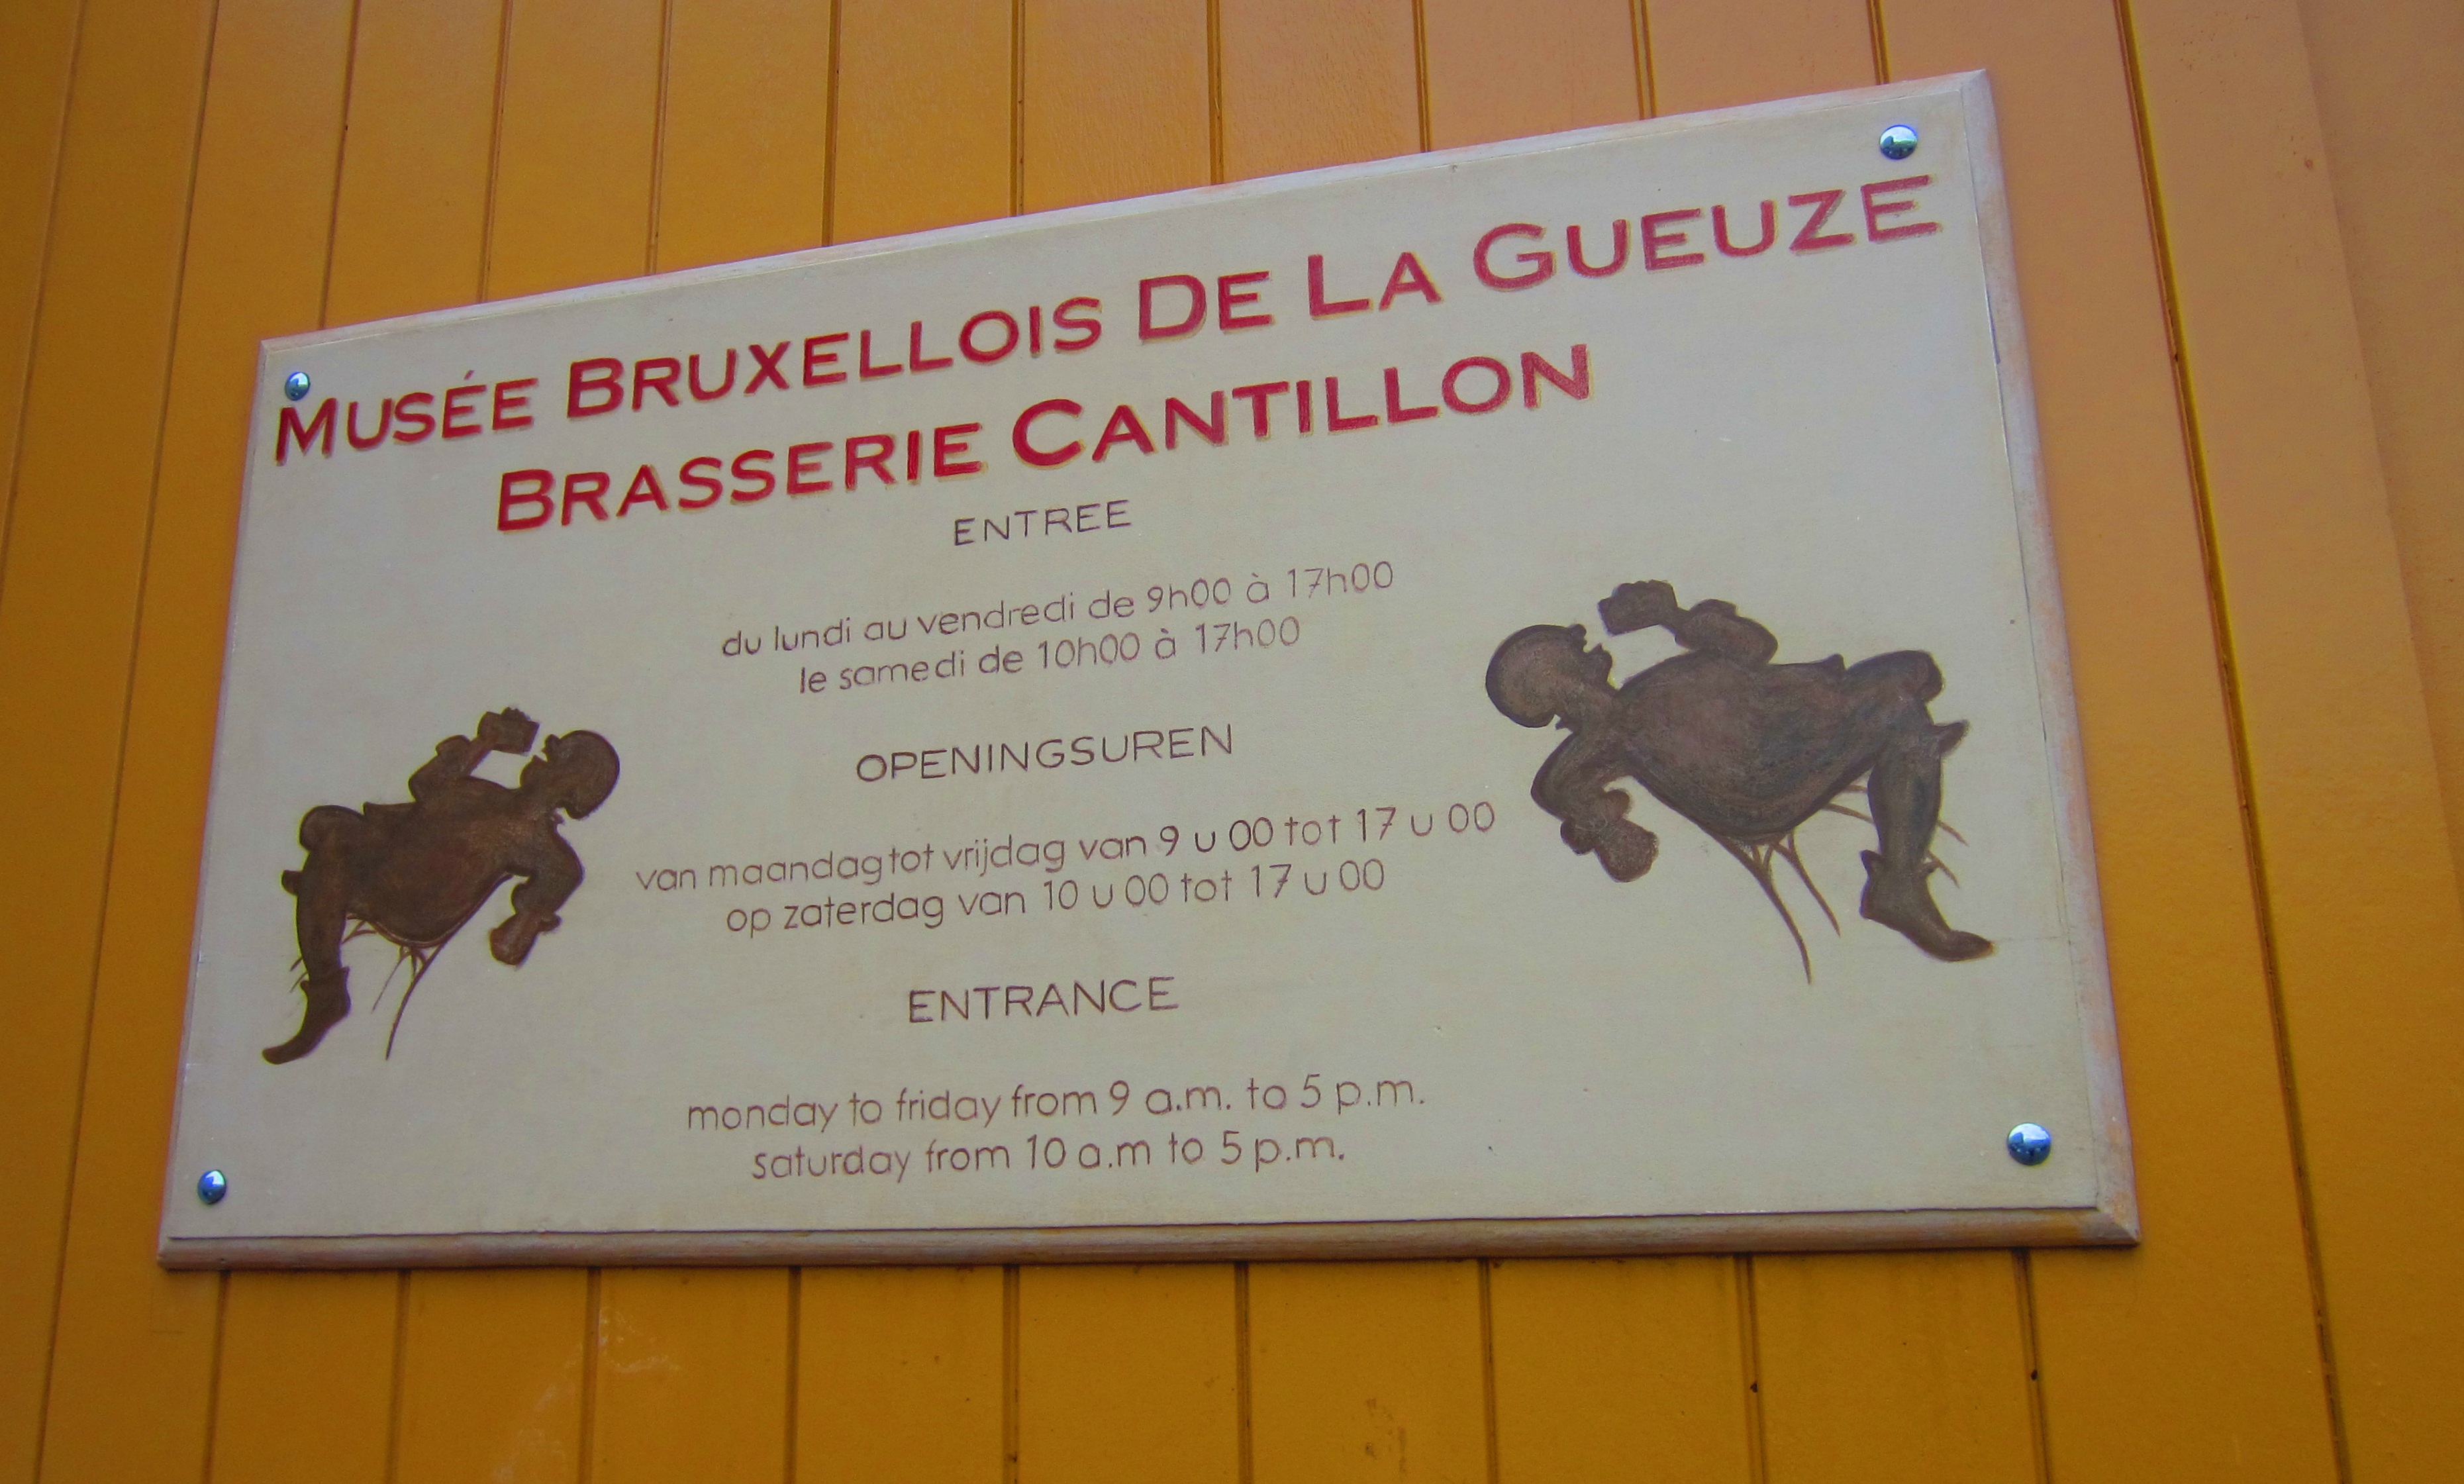 MUSÉE BRUXELLOIS DE LA GUEUZE
BRASSERIE CANTILLON
ENTREE
du lundi au vendredi de 9h00 à 17h00
le samedi de 10h00 à 17h00
OPENINGSUREN
van maandag tot vrijdag van 9 u 00 tot 17 u 00
op zaterdag van 10 u 00 tot 17 u 00
ENTRANCE
monday to friday from 9 a.m. to 5 p.m.
saturday from 10 a.m to 5 p.m.